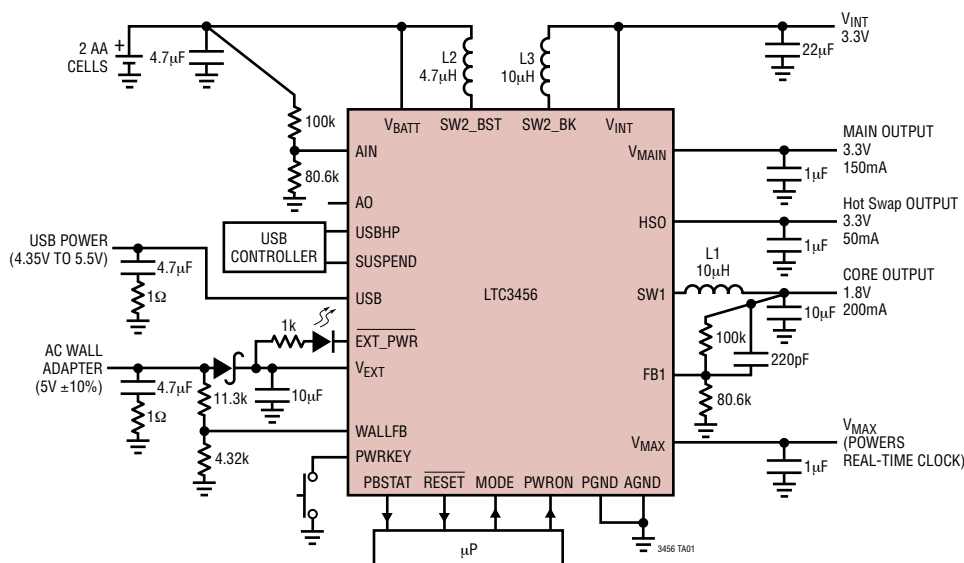 2 AA
CELLS
4.7µF
L2
4.7µH
L3
10µH
22µF
VINT
3.3V
100k
80.6k
VBATT
SW2_BST
SW2_BK
VINT
AIN
VMAIN
MAIN OUTPUT
3.3V
150mA
1µF
AO
USBHP
USB
CONTROLLER
SUSPEND
HSO
Hot Swap OUTPUT
3.3V
50mA
1µF
USB POWER
(4.35V TO 5.5V)
4.7µF
1Ω
USB
LTC3456
SW1
L1
10µH
CORE OUTPUT
1.8V
200mA
10µF
100k
220pF
1k
EXT_PWR
AC WALL
ADAPTER
(5V ±10%)
4.7µF
1Ω
11.3k
10µF
VEXT
FB1
80.6k
WALLFB
4.32k
PWRKEY
VMAX
VMAX
(POWERS
REAL-TIME CLOCK)
1µF
PBSTAT
RESET
MODE
PWRON
PGND
AGND
µP
3456 TA01